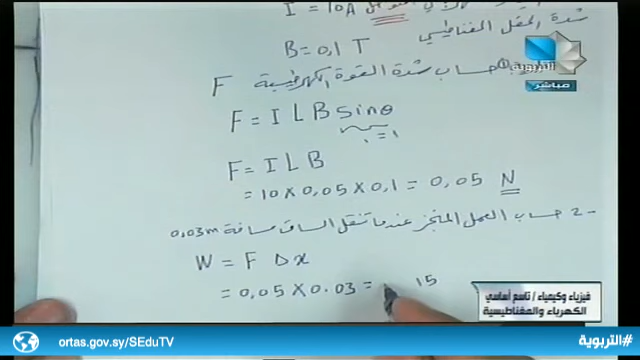 I = 10A
شدة الحقل المغناطيسي
B = 0,1 T
التربوية
مباشر
حساب شدة القوة الكهرطيسية F
F = I L B sinθ
= 1
F = I L B
= 10 × 0,05 × 0,1 = 0,05 N
2- حساب العمل المنجز عندما تنتقل الساق مسافة 0,03m
W = F Δx
= 0,05 × 0.03 = 15
فيزياء وكيمياء / تاسع أساسي
الكهرباء والمغناطيسية
ortas.gov.sy/SEduTV
#التربوية